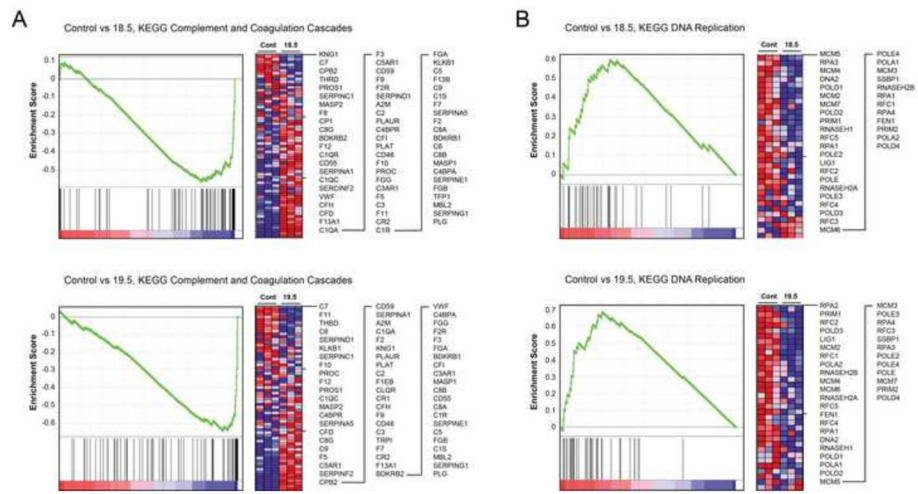 A
Control vs 18.5, KEGG Complement and Coagulation Cascades
Enrichment Score
0.1
0
-0.1
-0.2
-0.3
-0.4
-0.5
Cont 18.5
KNG1
C7
CPB2
THRD
PROS1
SERPINC1
MASP2
F8
CP1
C8G
BDKRB2
F12
C1QR
CD55
SERPINA1
C1QC
SERCINF2
VWF
CFH
CFD
F13A1
C1QA
F3
C5AR1
CD59
F9
F2R
SERPIND1
A2M
C2
PLAUR
C4BPR
CFI
PLAT
CD46
F10
PROC
FGG
C3AR1
F5
C3
F11
CR2
C1R
FGA
KLKB1
C5
F13B
C9
C1S
F7
SERPINA5
F2
C8A
BDKRB1
C6
C8B
MASP1
C4BPA
SERPINE1
FGB
TFP1
MBL2
SERPING1
PLG
Control vs 19.5, KEGG Complement and Coagulation Cascades
Enrichment Score
0
-0.1
-0.2
-0.3
-0.4
-0.5
-0.6
Cont 19.5
C7
F11
THBD
C8
SERPIND1
KLKB1
SERPINC1
F10
PROC
F12
PROS1
C1QC
MASP2
C4BPR
SERPINA5
CFD
C8G
C9
F5
C5AR1
SERPINF2
CPB2
CD59
SERPINA1
A2M
C1QA
F2
KNG1
PLAUR
PLAT
C2
F1EB
CLQR
CR1
CFH
F9
CD46
C3
TRPI
F7
CR2
F13A1
BDKRB2
VWF
C4BPA
FGG
F2R
F3
FGA
BDKRB1
CFI
C3AR1
MASP1
C6B
CD55
C8A
C1R
SERPINE1
C5
FGB
C1S
MBL2
SERPING1
PLG
B
Control vs 18.5, KEGG DNA Replication
Enrichment Score
0.6
0.5
0.4
0.3
0.2
0.1
0
Cont 18.5
MCM5
RPA3
MCM4
DNA2
POLD1
MCM2
MCM7
POLD2
PRIM1
RNASEH1
RFC5
RPA1
POLE2
LIG1
RFC2
POLE
RNASEH2A
POLE3
RFC4
POLD3
RFC3
MCM6
POLE4
POLA1
MCM3
SSBP1
RNASEH2B
RPA1
RFC1
RPA4
FEN1
PRIM2
POLA2
POLD4
Control vs 19.5, KEGG DNA Replication
Enrichment Score
0.7
0.6
0.5
0.4
0.3
0.2
0.1
0
Cont 19.5
RPA2
PRIM1
RFC2
POLD3
LIG1
MCM2
RFC1
POLA2
RNASEH2B
MCM4
MCM6
RNASEH2A
RFC5
FEN1
RFC4
RPA1
DNA2
RNASEH1
POLD1
POLA1
POLD2
MCM5
MCM3
POLE3
RPA4
RFC3
SSBP1
RPA3
POLE2
POLE4
POLE
MCM7
PRIM2
POLD4